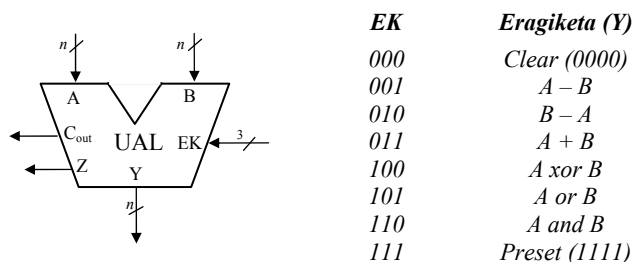 n
n
A
B
Cout
UAL
EK
3
Z
Y
n
EK Eragiketa (Y)
000 Clear (0000)
001 A – B
010 B – A
011 A + B
100 A xor B
101 A or B
110 A and B
111 Preset (1111)